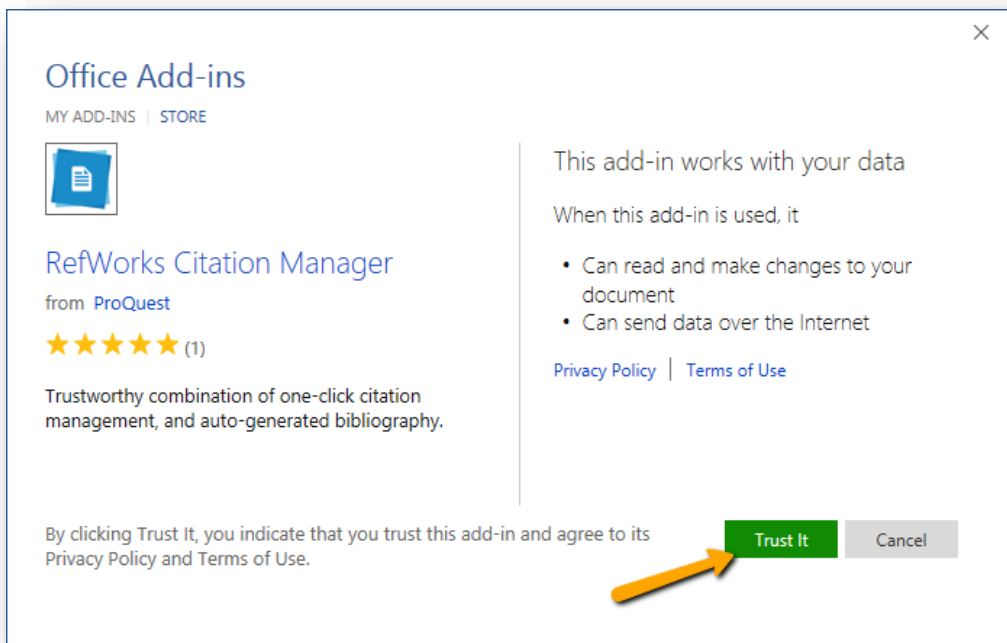 Office Add-ins
MY ADD-INS | STORE
RefWorks Citation Manager
from ProQuest
(1)
Trustworthy combination of one-click citation
management, and auto-generated bibliography.
This add-in works with your data
When this add-in is used, it
• Can read and make changes to your
document
• Can send data over the Internet
Privacy Policy | Terms of Use
By clicking Trust It, you indicate that you trust this add-in and agree to its
Privacy Policy and Terms of Use.
Trust It
Cancel